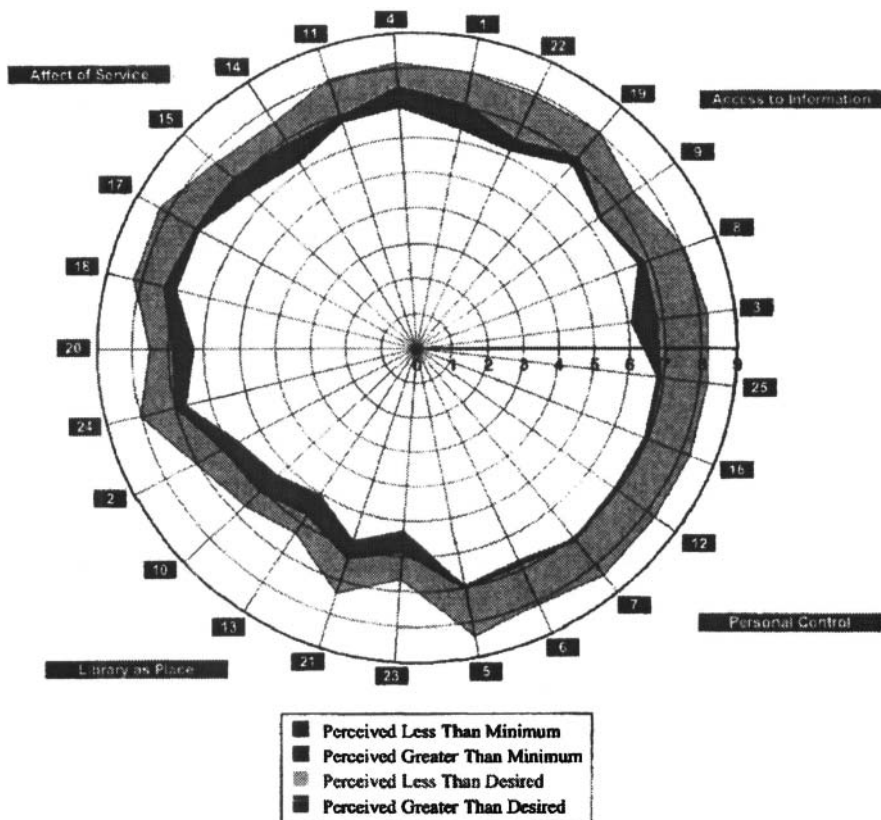 4
1
11
22
14
19
Affect of Service
Access to Information
15
9
17
8
18
3
20
0 1 2 3 4 5 6 7 8 9
25
24
16
2
12
10
7
Personal Control
13
6
Library as Place
21
23
5
Perceived Less Than Minimum
Perceived Greater Than Minimum
Perceived Less Than Desired
Perceived Greater Than Desired